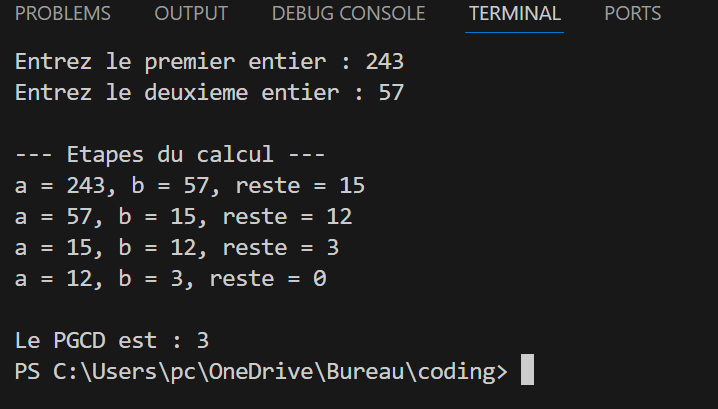 PROBLEMS OUTPUT DEBUG CONSOLE TERMINAL PORTS
Entrez le premier entier : 243
Entrez le deuxieme entier : 57
--- Etapes du calcul ---
a = 243, b = 57, reste = 15
a = 57, b = 15, reste = 12
a = 15, b = 12, reste = 3
a = 12, b = 3, reste = 0
Le PGCD est : 3
PS C:\Users\pc\OneDrive\Bureau\coding>